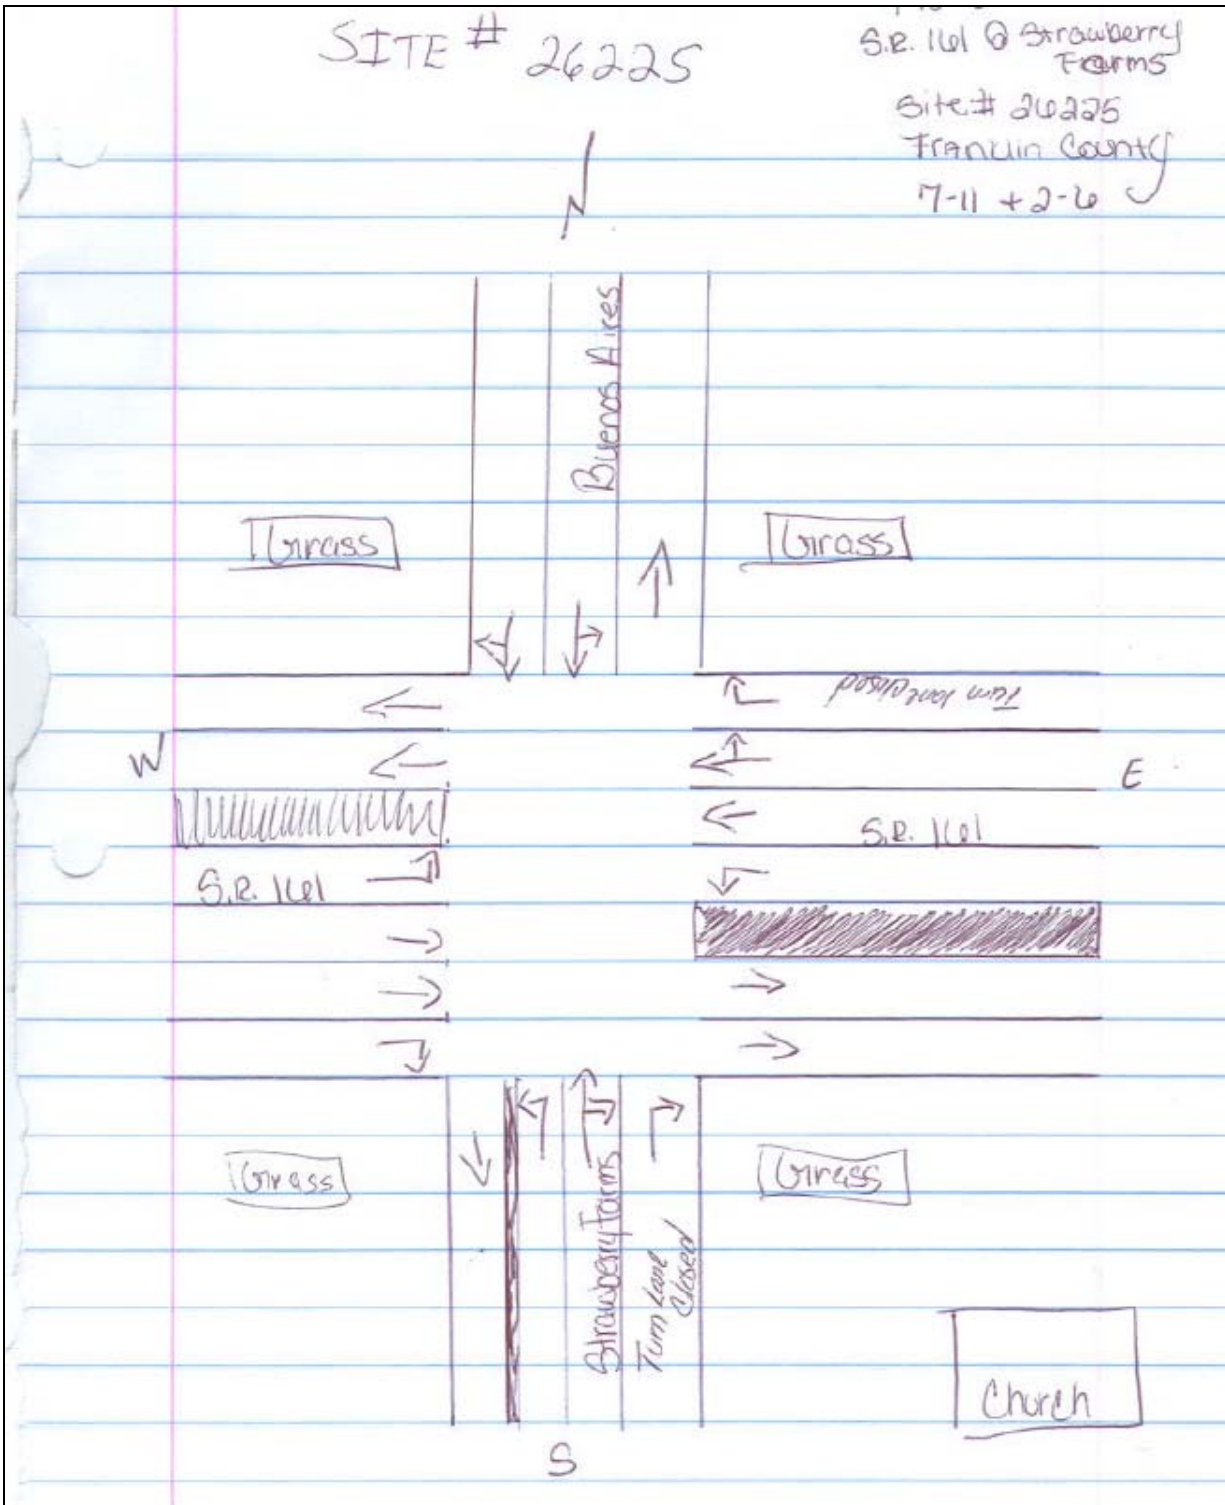 SITE # 26225
S.R. 161 @ Strawberry
Farms
Site# 26225
Franklin County
7-11 + 2-6
N
Buenos Aires
Grass
Grass
Turn lane closed
W
E
S.R. 161
S.R. 161
Grass
Grass
Strawberry Farms
Turn Lane
Closed
Church
S